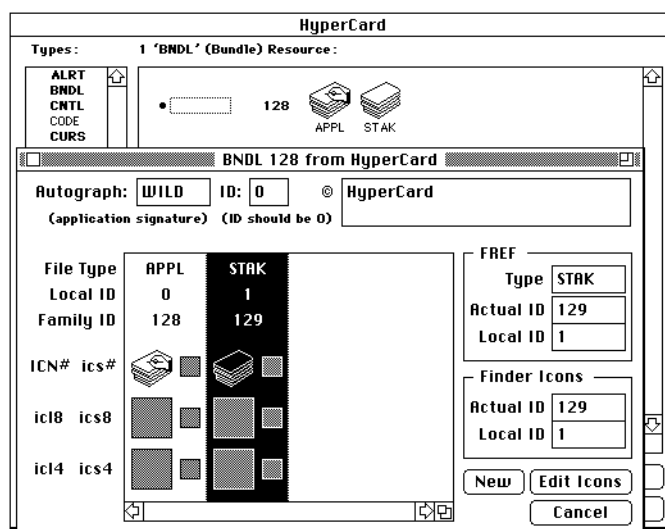 HyperCard
Types: 1 'BNDL' (Bundle) Resource:
ALRT
BNDL
CNTL
CODE
CURS
128
APPL STAK
BNDL 128 from HyperCard
Autograph: WILD ID: 0 © HyperCard
(application signature) (ID should be 0)
File Type APPL STAK
Local ID 0 1
Family ID 128 129
ICN# ics#
icl8 ics8
icl4 ics4
FREF
Type STAK
Actual ID 129
Local ID 1
Finder Icons
Actual ID 129
Local ID 1
New Edit Icons
Cancel